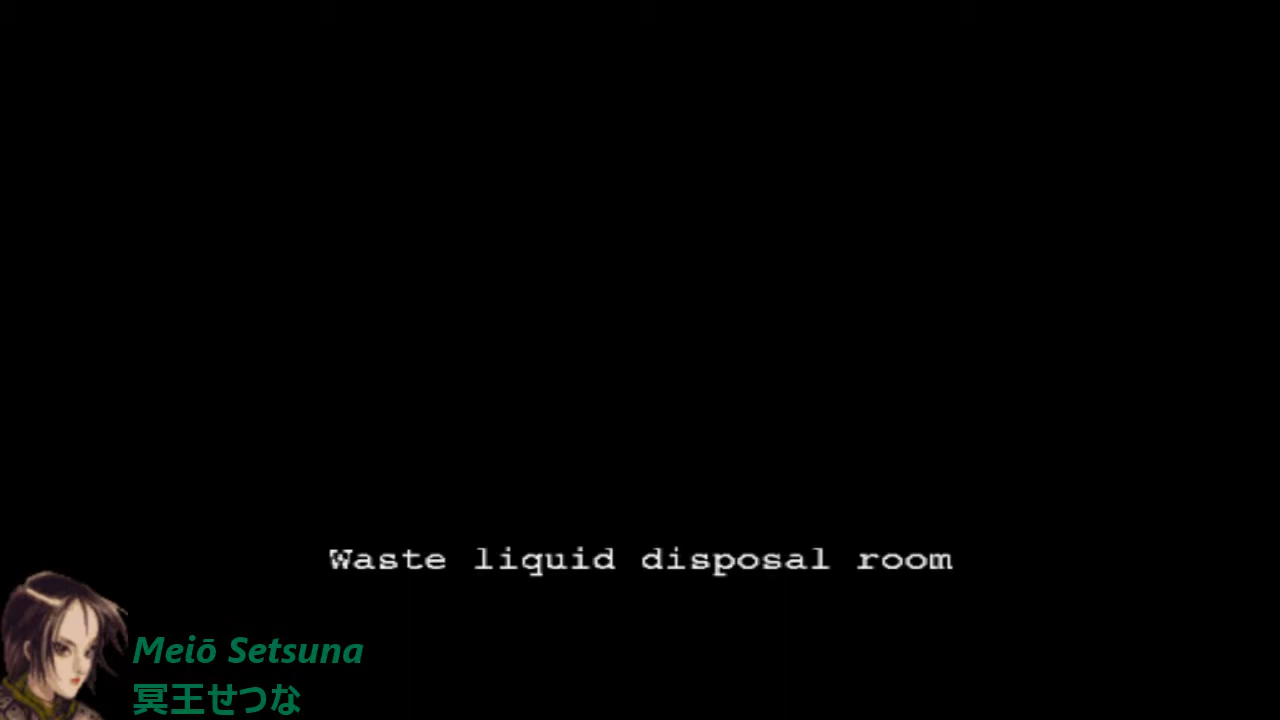 Waste liquid disposal room
Meiō Setsuna
冥王せつな